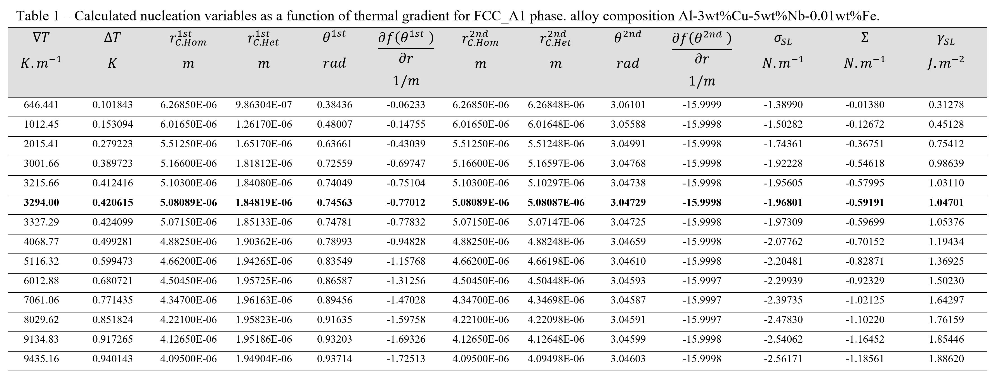 Table 1 – Calculated nucleation variables as a function of thermal gradient for FCC_A1 phase. alloy composition Al-3wt%Cu-5wt%Nb-0.01wt%Fe.
∇T ΔT r_{C.Hom}^{1st} r_{C.Het}^{1st} θ^{1st} ∂f(θ^{1st})/∂r r_{C.Hom}^{2nd} r_{C.Het}^{2nd} θ^{2nd} ∂f(θ^{2nd})/∂r σ_{SL} Σ γ_{SL}
K.m^{−1} K m m rad 1/m m m rad 1/m N.m^{−1} N.m^{−1} J.m^{−2}
646.441 0.101843 6.26850E-06 9.86304E-07 0.38436 -0.06233 6.26850E-06 6.26848E-06 3.06101 -15.9999 -1.38990 -0.01380 0.31278
1012.45 0.153094 6.01650E-06 1.26170E-06 0.48007 -0.14755 6.01650E-06 6.01648E-06 3.05588 -15.9998 -1.50282 -0.12672 0.45128
2015.41 0.279223 5.51250E-06 1.65170E-06 0.63661 -0.43039 5.51250E-06 5.51248E-06 3.04991 -15.9998 -1.74361 -0.36751 0.75412
3001.66 0.389723 5.16600E-06 1.81812E-06 0.72559 -0.69747 5.16600E-06 5.16597E-06 3.04768 -15.9998 -1.92228 -0.54618 0.98639
3215.66 0.412416 5.10300E-06 1.84080E-06 0.74049 -0.75104 5.10300E-06 5.10297E-06 3.04738 -15.9998 -1.95605 -0.57995 1.03110
3294.00 0.420615 5.08089E-06 1.84819E-06 0.74563 -0.77012 5.08089E-06 5.08087E-06 3.04729 -15.9998 -1.96801 -0.59191 1.04701
3327.29 0.424099 5.07150E-06 1.85133E-06 0.74781 -0.77832 5.07150E-06 5.07147E-06 3.04725 -15.9998 -1.97309 -0.59699 1.05376
4068.77 0.499281 4.88250E-06 1.90362E-06 0.78993 -0.94828 4.88250E-06 4.88248E-06 3.04659 -15.9998 -2.07762 -0.70152 1.19434
5116.32 0.599473 4.66200E-06 1.94265E-06 0.83549 -1.15768 4.66200E-06 4.66198E-06 3.04610 -15.9998 -2.20481 -0.82871 1.36925
6012.88 0.680721 4.50450E-06 1.95725E-06 0.86587 -1.31256 4.50450E-06 4.50448E-06 3.04593 -15.9997 -2.29939 -0.92329 1.50230
7061.06 0.771435 4.34700E-06 1.96163E-06 0.89456 -1.47028 4.34700E-06 4.34698E-06 3.04587 -15.9997 -2.39735 -1.02125 1.64297
8029.62 0.851824 4.22100E-06 1.95823E-06 0.91635 -1.59758 4.22100E-06 4.22098E-06 3.04591 -15.9997 -2.47830 -1.10220 1.76159
9134.83 0.917265 4.12650E-06 1.95186E-06 0.93203 -1.69326 4.12650E-06 4.12648E-06 3.04599 -15.9998 -2.54062 -1.16452 1.85446
9435.16 0.940143 4.09500E-06 1.94904E-06 0.93714 -1.72513 4.09500E-06 4.09498E-06 3.04603 -15.9998 -2.56171 -1.18561 1.88620